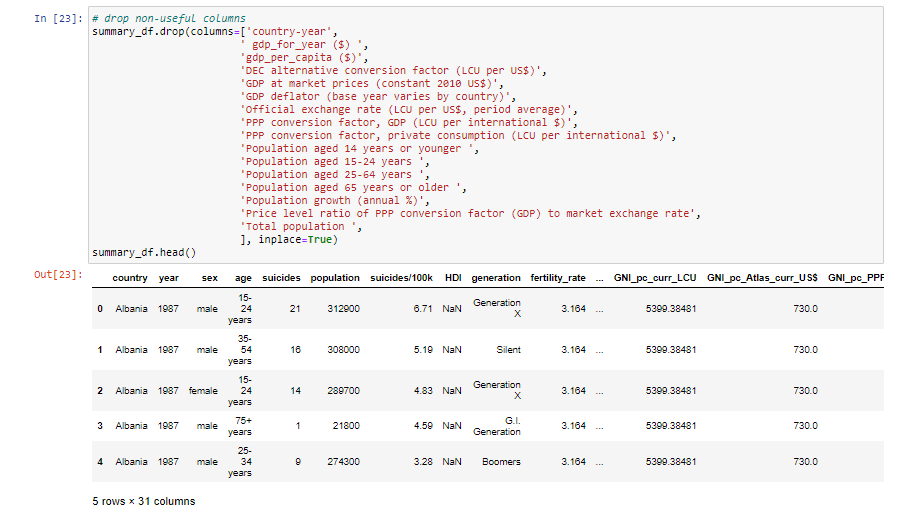 In [23]: # drop non-useful columns
summary_df.drop(columns=['country-year',
' gdp_for_year ($) ',
'gdp_per_capita ($)',
'DEC alternative conversion factor (LCU per US$)',
'GDP at market prices (constant 2010 US$)',
'GDP deflator (base year varies by country)',
'Official exchange rate (LCU per US$, period average)',
'PPP conversion factor, GDP (LCU per international $)',
'PPP conversion factor, private consumption (LCU per international $)',
'Population aged 14 years or younger ',
'Population aged 15-24 years ',
'Population aged 25-64 years ',
'Population aged 65 years or older ',
'Population growth (annual %)',
'Price level ratio of PPP conversion factor (GDP) to market exchange rate',
'Total population ',
], inplace=True)
summary_df.head()
Out[23]:
country year sex age suicides population suicides/100k HDI generation fertility_rate ... GNI_pc_curr_LCU GNI_pc_Atlas_curr_US$ GNI_pc_PPP
0 Albania 1987 male 15-24 years 21 312900 6.71 NaN Generation X 3.164 ... 5399.38481 730.0
1 Albania 1987 male 35-54 years 16 308000 5.19 NaN Silent 3.164 ... 5399.38481 730.0
2 Albania 1987 female 15-24 years 14 289700 4.83 NaN Generation X 3.164 ... 5399.38481 730.0
3 Albania 1987 male 75+ years 1 21800 4.59 NaN G.I. Generation 3.164 ... 5399.38481 730.0
4 Albania 1987 male 25-34 years 9 274300 3.28 NaN Boomers 3.164 ... 5399.38481 730.0
5 rows × 31 columns